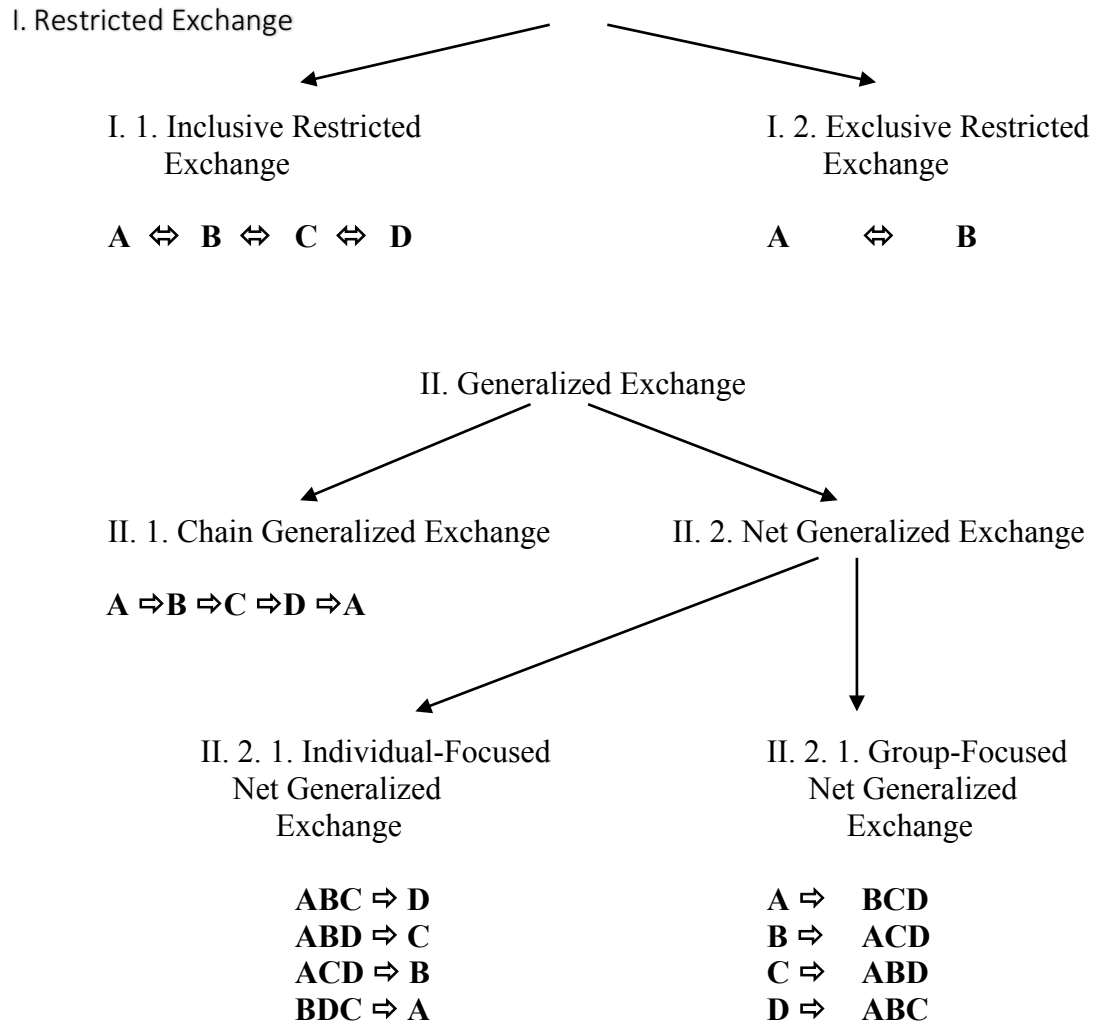 I. Restricted Exchange
I. 1. Inclusive Restricted
Exchange
A ⇔ B ⇔ C ⇔ D
I. 2. Exclusive Restricted
Exchange
A ⇔ B
II. Generalized Exchange
II. 1. Chain Generalized Exchange
A ⇨B ⇨C ⇨D ⇨A
II. 2. Net Generalized Exchange
II. 2. 1. Individual-Focused
Net Generalized
Exchange
ABC ⇨ D
ABD ⇨ C
ACD ⇨ B
BDC ⇨ A
II. 2. 1. Group-Focused
Net Generalized
Exchange
A ⇨ BCD
B ⇨ ACD
C ⇨ ABD
D ⇨ ABC